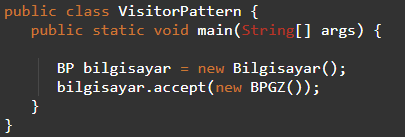 public class VisitorPattern {
public static void main(String[] args) {
BP bilgisayar = new Bilgisayar();
bilgisayar.accept(new BPGZ());
}
}